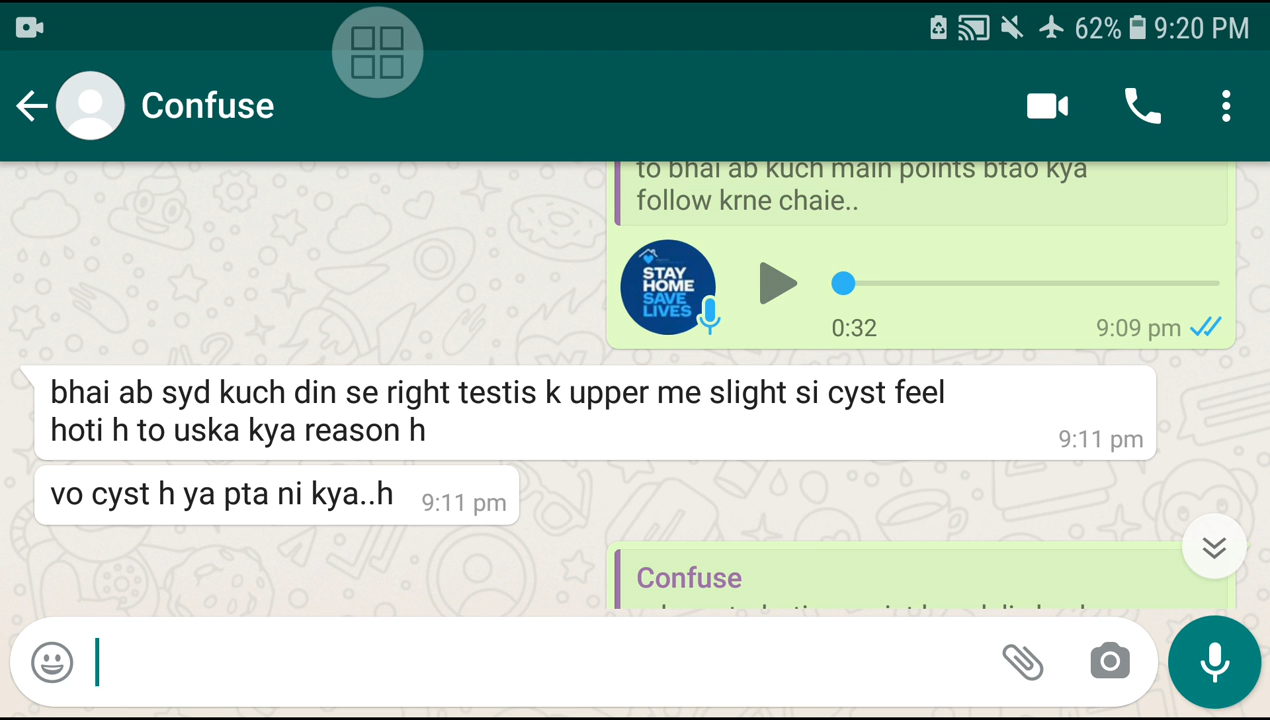 62% 9:20 PM
Confuse
to bhai ab kuch main points btao kya
follow krne chaie..
STAY
HOME
SAVE
LIVES
0:32 9:09 pm
bhai ab syd kuch din se right testis k upper me slight si cyst feel
hoti h to uska kya reason h
9:11 pm
vo cyst h ya pta ni kya..h 9:11 pm
Confuse